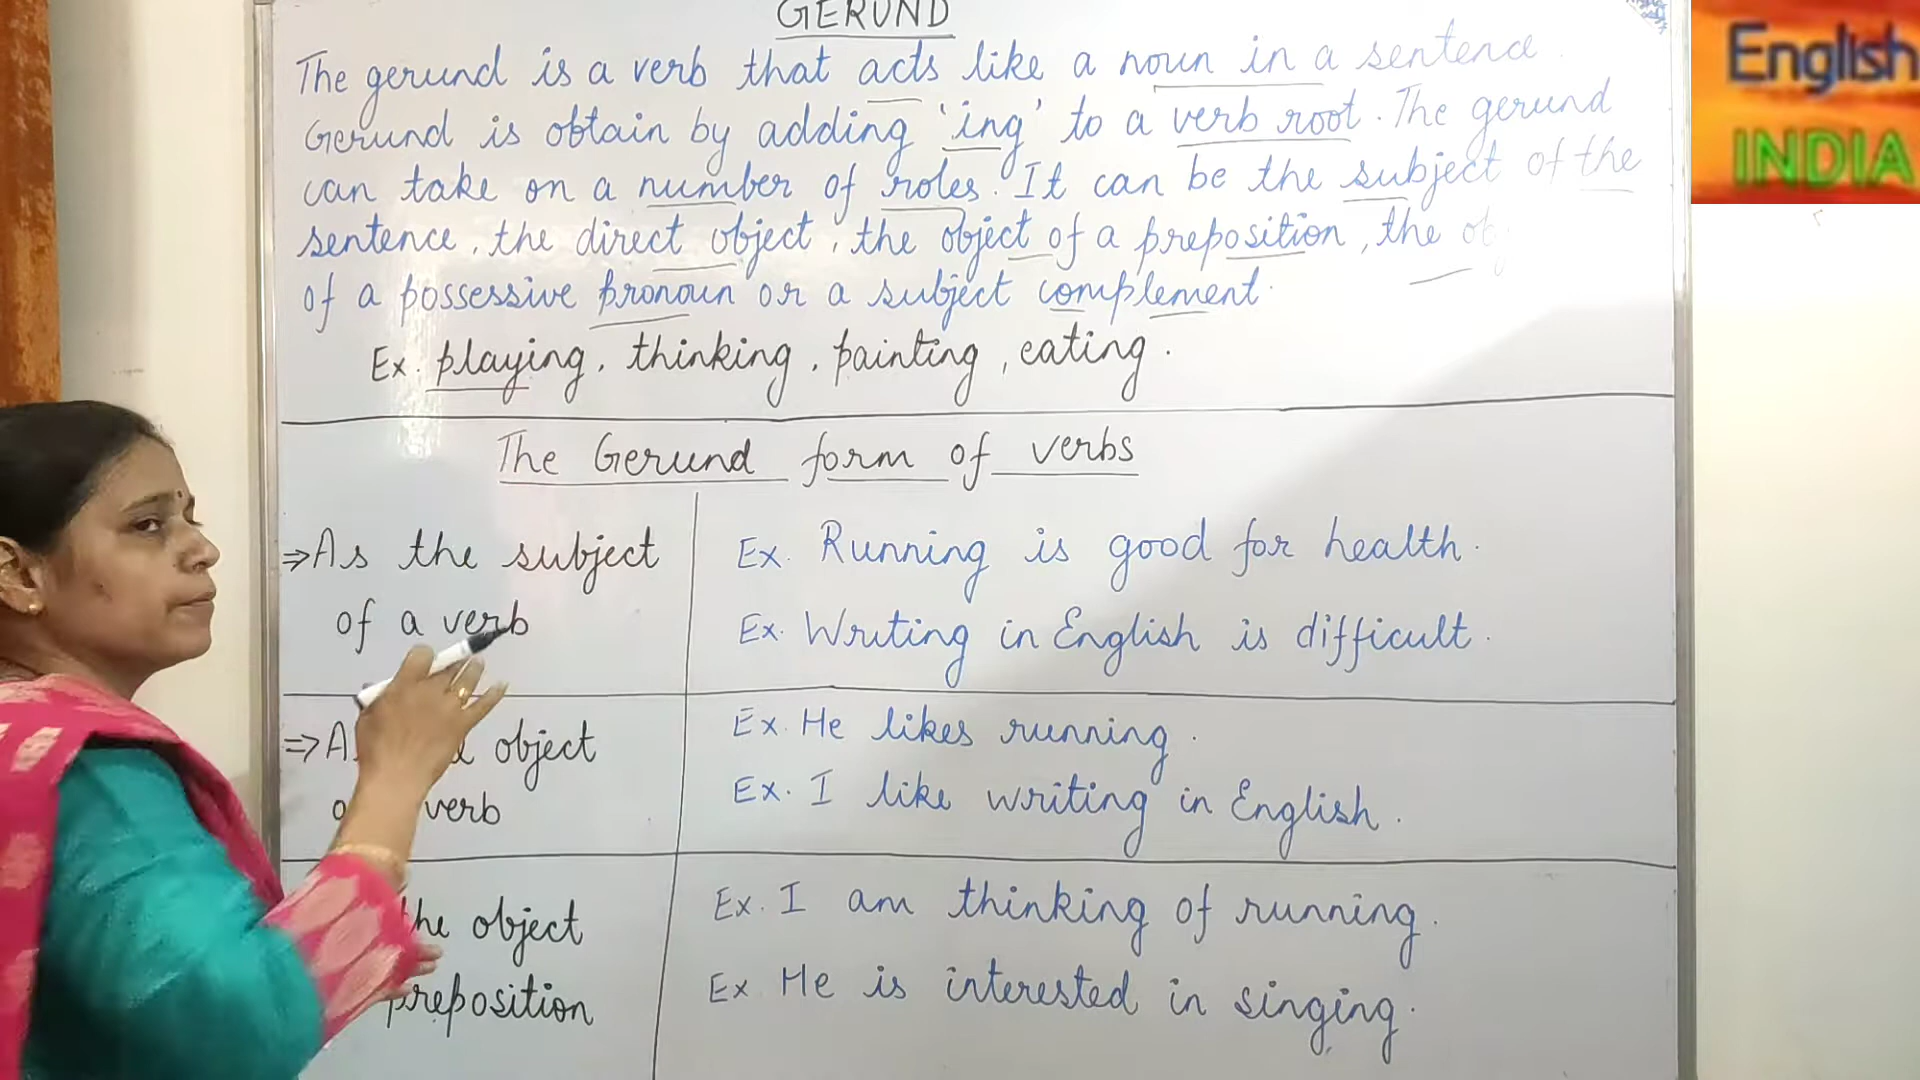 GERUND
The gerund is a verb that acts like a noun in a sentence.
Gerund is obtain by adding 'ing' to a verb root. The gerund
can take on a number of roles. It can be the subject of the
sentence, the direct object, the object of a preposition, the
of a possessive pronoun or a subject complement.
Ex. playing, thinking, painting, eating.
The Gerund form of verbs
⇒ As the subject
of a verb
Ex. Running is good for health.
Ex. Writing in English is difficult.
⇒ object
verb
Ex. He likes running.
Ex. I like writing in English.
the object
preposition
Ex. I am thinking of running.
Ex He is interested in singing.
English
INDIA